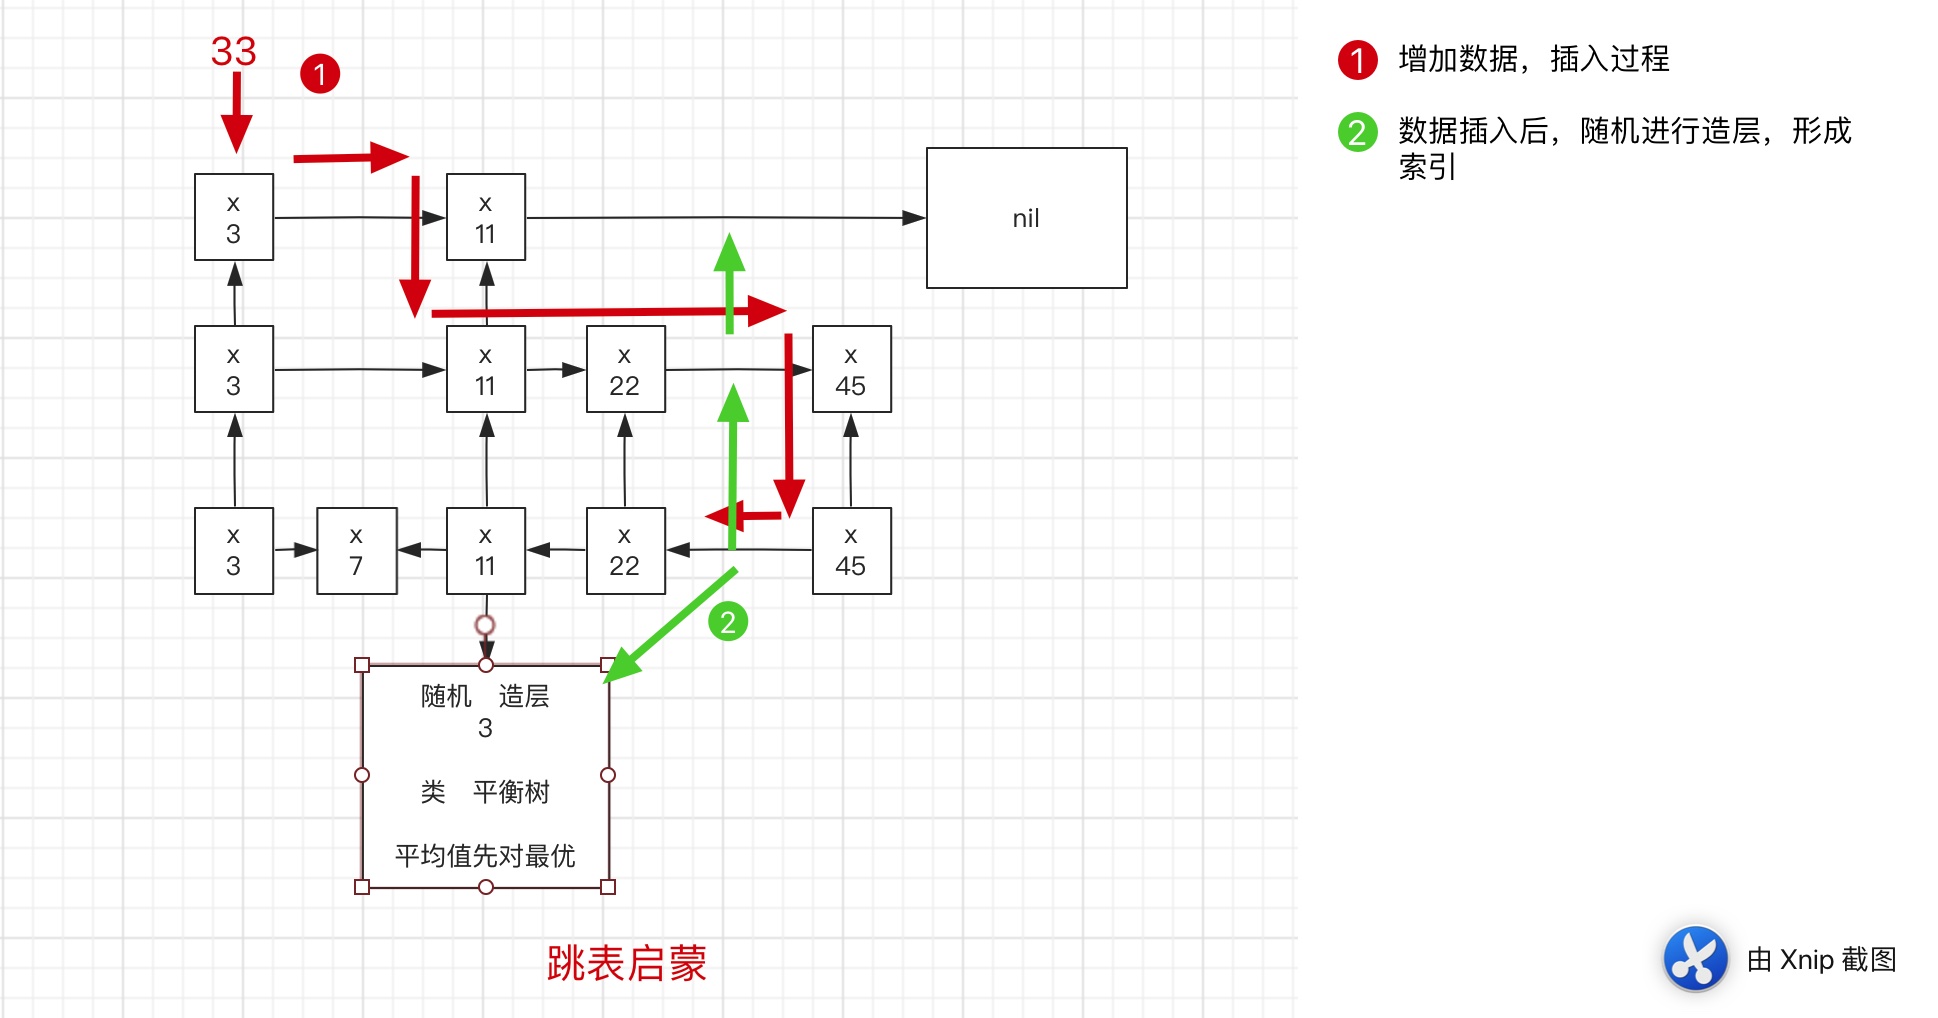 33
1
x
3
x
11
nil
x
3
x
11
x
22
x
45
x
3
x
7
x
11
x
22
x
45
2
随机 造层
3
类 平衡树
平均值先对最优
跳表启蒙
1 增加数据，插入过程
2 数据插入后，随机进行造层，形成
索引
由 Xnip 截图